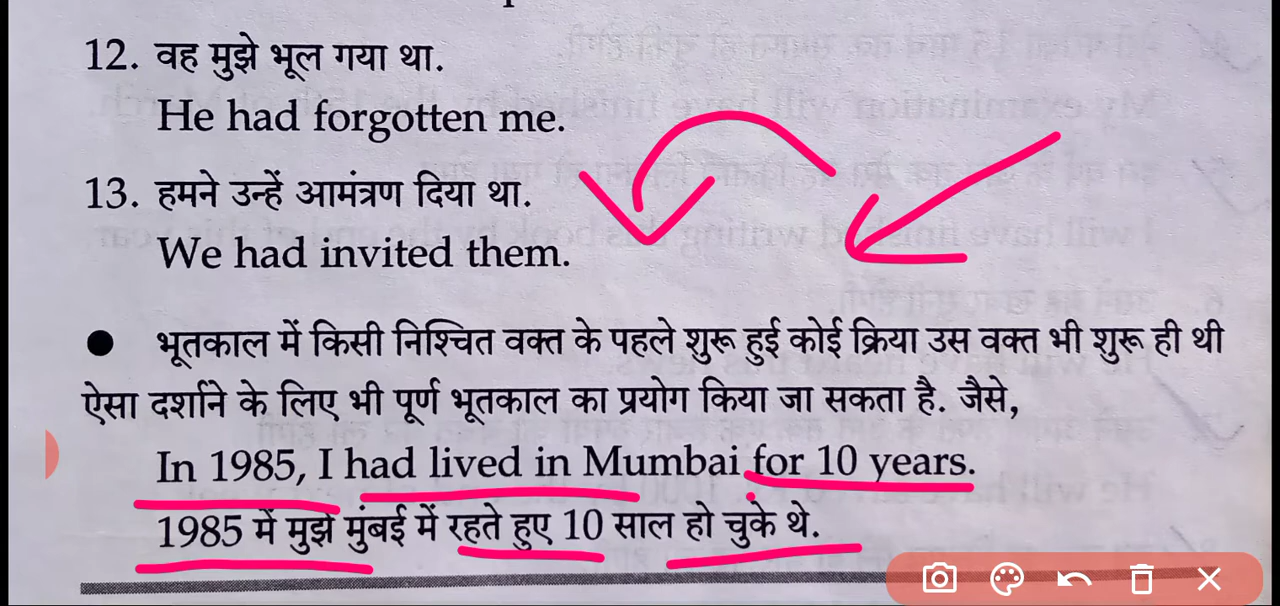 12. वह मुझे भूल गया था.
He had forgotten me.
13. हमने उन्हें आमंत्रण दिया था.
We had invited them.
● भूतकाल में किसी निश्चित वक्त के पहले शुरू हुई कोई क्रिया उस वक्त भी शुरू ही थी
ऐसा दर्शाने के लिए भी पूर्ण भूतकाल का प्रयोग किया जा सकता है. जैसे,
In 1985, I had lived in Mumbai for 10 years.
1985 में मुझे मुंबई में रहते हुए 10 साल हो चुके थे.